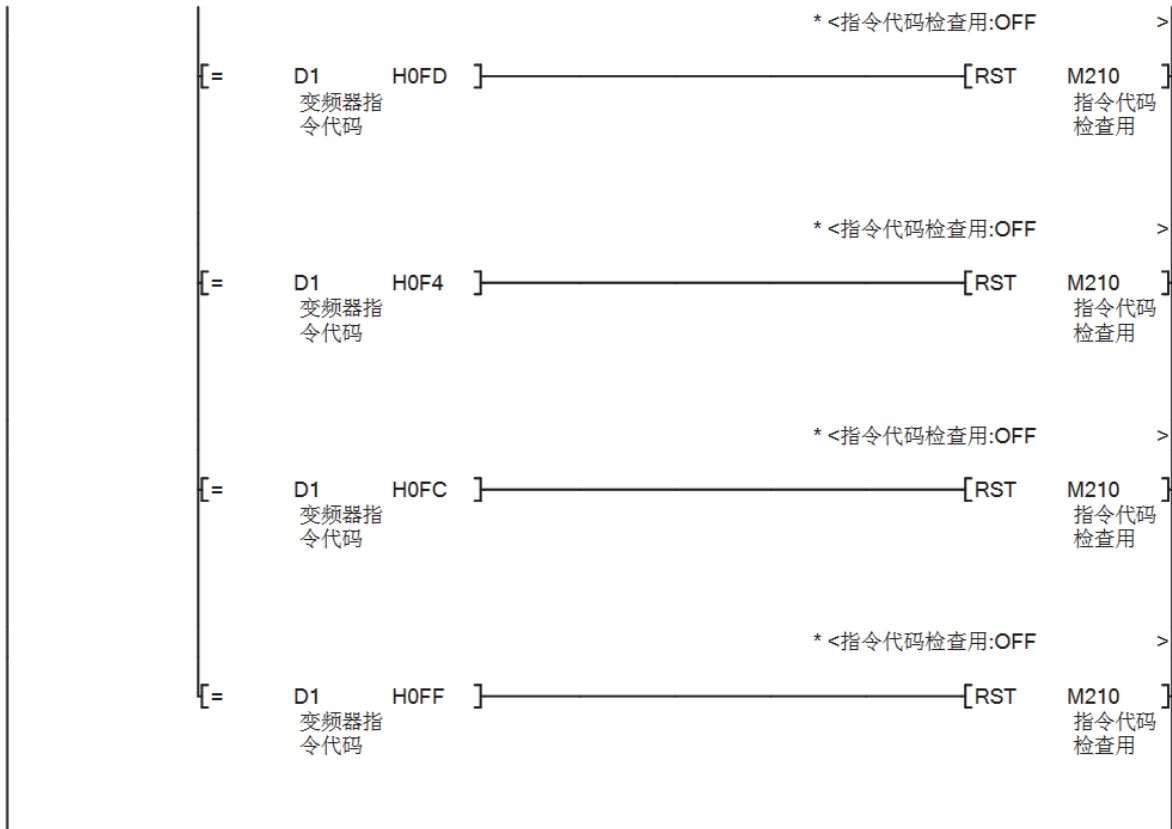 * <指令代码检查用:OFF >
[= D1 H0FD ] [RST M210 ]
变频器指 指令代码
令代码 检查用
* <指令代码检查用:OFF >
[= D1 H0F4 ] [RST M210 ]
变频器指 指令代码
令代码 检查用
* <指令代码检查用:OFF >
[= D1 H0FC ] [RST M210 ]
变频器指 指令代码
令代码 检查用
* <指令代码检查用:OFF >
[= D1 H0FF ] [RST M210 ]
变频器指 指令代码
令代码 检查用